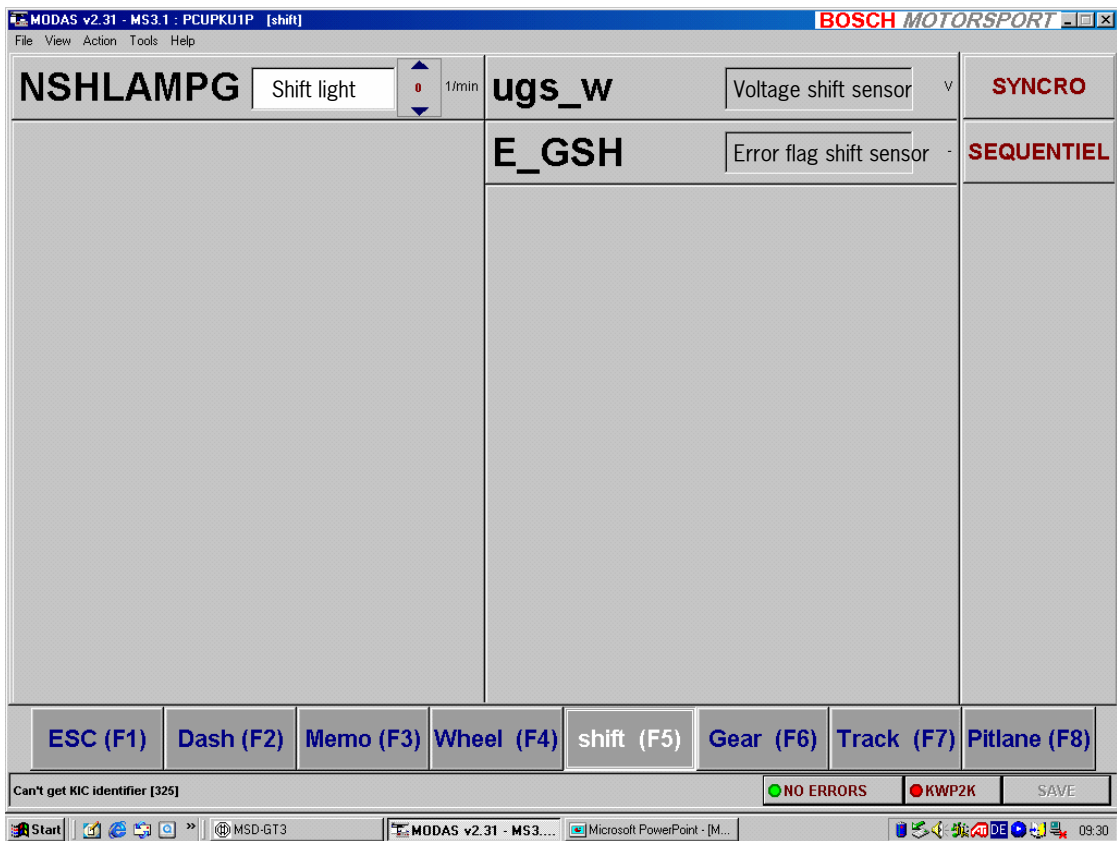 MODAS v2.31 - MS3.1 : PCUPKU1P [shift]
BOSCH MOTORSPORT
File View Action Tools Help
NSHLAMPG Shift light 0 1/min
ugs_w Voltage shift sensor V
SYNCRO
E_GSH Error flag shift sensor -
SEQUENTIEL
ESC (F1) Dash (F2) Memo (F3) Wheel (F4) shift (F5) Gear (F6) Track (F7) Pitlane (F8)
Can't get KIC identifier [325]
NO ERRORS KWP2K SAVE
Start » MSD-GT3 MODAS v2.31 - MS3.... Microsoft PowerPoint - [M... DE 09:30